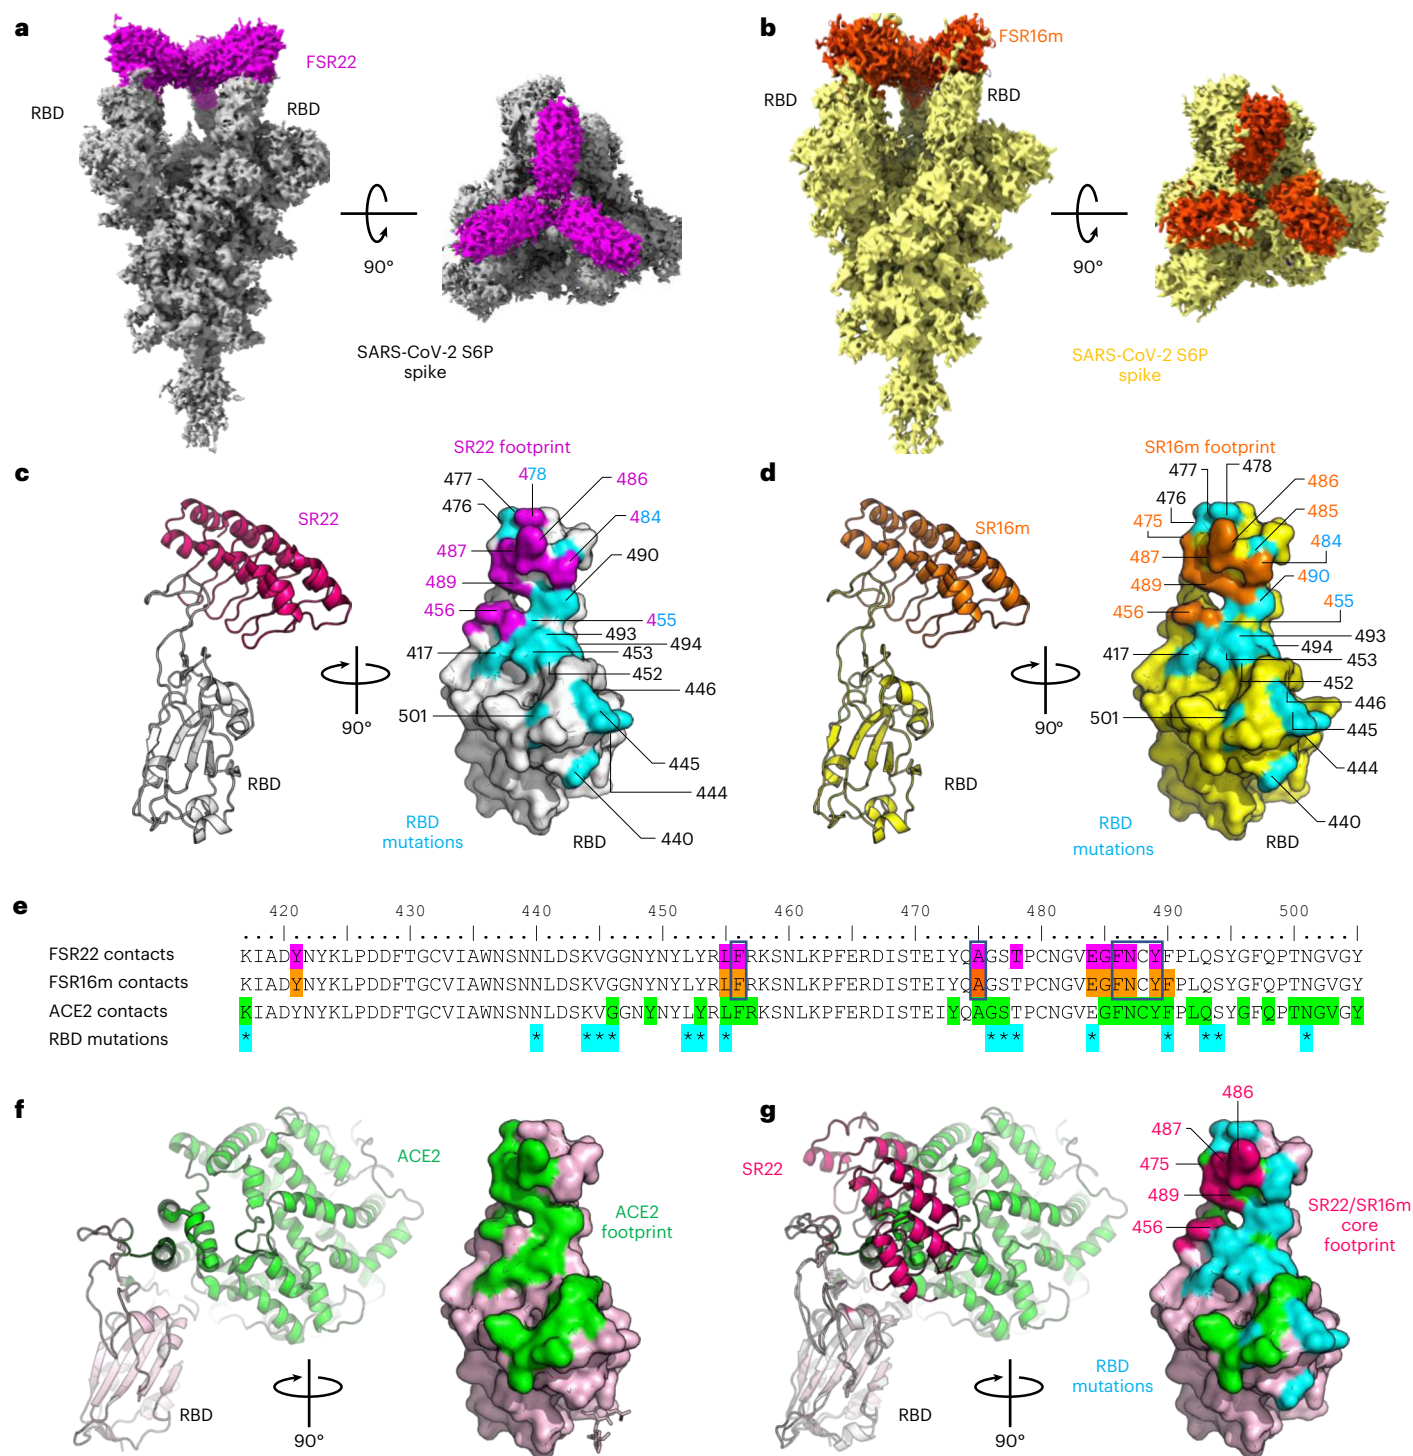 a
FSR22
RBD
RBD
90°
SARS-CoV-2 S6P
spike
b
FSR16m
RBD
RBD
90°
SARS-CoV-2 S6P
spike
c
SR22
RBD
90°
SR22 footprint
477
478
486
476
484
487
490
489
456
455
493
494
417
453
452
446
501
445
444
440
RBD
mutations
RBD
d
SR16m
RBD
90°
SR16m footprint
477
478
486
476
475
485
487
484
489
490
456
455
493
494
417
453
452
446
501
445
444
440
RBD
mutations
RBD
e
420 430 440 450 460 470 480 490 500
FSR22 contacts KIADYNYKLPDDFTGCVIAWNSNNLDSKVGGNYNYLYRLFRKSNLKPFERDISTEIYQAGSTPCNGVEGFNCYFPLQSYGFQPTNGVGY
FSR16m contacts KIADYNYKLPDDFTGCVIAWNSNNLDSKVGGNYNYLYRLFRKSNLKPFERDISTEIYQAGSTPCNGVEGFNCYFPLQSYGFQPTNGVGY
ACE2 contacts KIADYNYKLPDDFTGCVIAWNSNNLDSKVGGNYNYLYRLFRKSNLKPFERDISTEIYQAGSTPCNGVEGFNCYFPLQSYGFQPTNGVGY
RBD mutations * * * * * * * * * * * * * * * *
f
ACE2
RBD
90°
ACE2
footprint
g
SR22
RBD
90°
486
487
475
489
456
SR22/SR16m
core
footprint
RBD
mutations